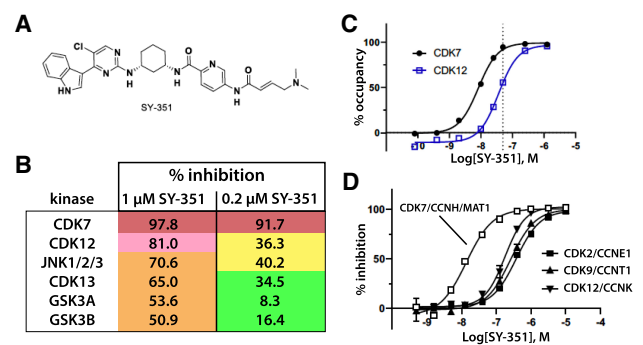 A
Cl
N
N
N
H
HN
N
H
O
N
N
H
O
N
SY-351
B
% inhibition
kinase 1 µM SY-351 0.2 µM SY-351
CDK7 97.8 91.7
CDK12 81.0 36.3
JNK1/2/3 70.6 40.2
CDK13 65.0 34.5
GSK3A 53.6 8.3
GSK3B 50.9 16.4
C
% occupancy
100
50
0
CDK7
CDK12
-9 -8 -7 -6 -5
Log[SY-351], M
D
% inhibition
100
50
0
CDK7/CCNH/MAT1
CDK2/CCNE1
CDK9/CCNT1
CDK12/CCNK
-9 -8 -7 -6 -5 -4
Log[SY-351], M